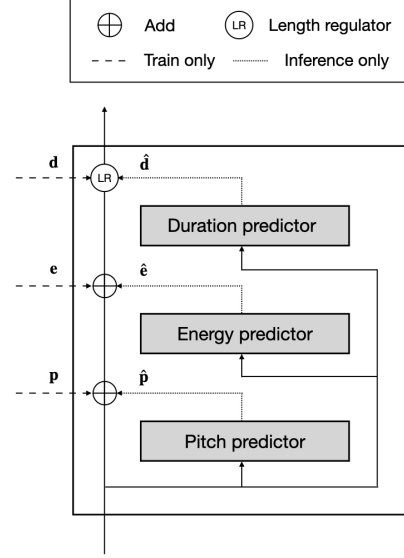 Add
LR Length regulator
Train only
Inference only
d d̂
LR
Duration predictor
e ê
Energy predictor
p p̂
Pitch predictor